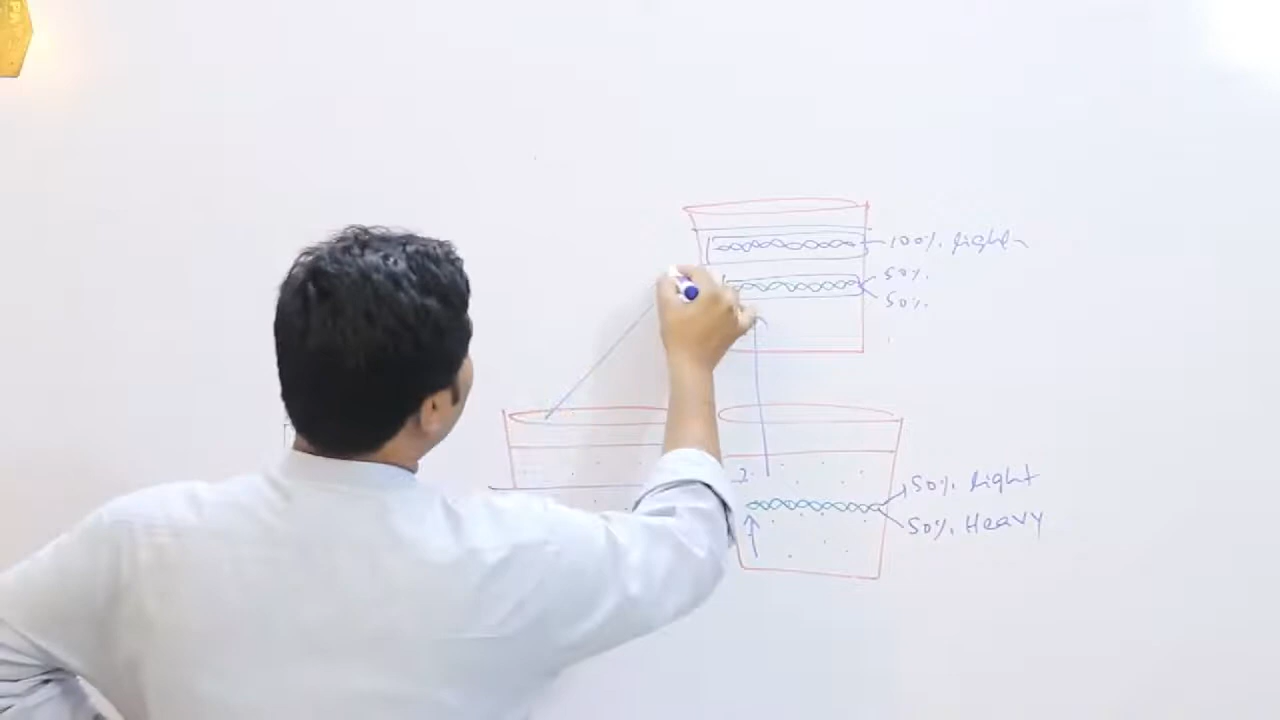 100% light
50%
50%
2.
50% light
50% Heavy